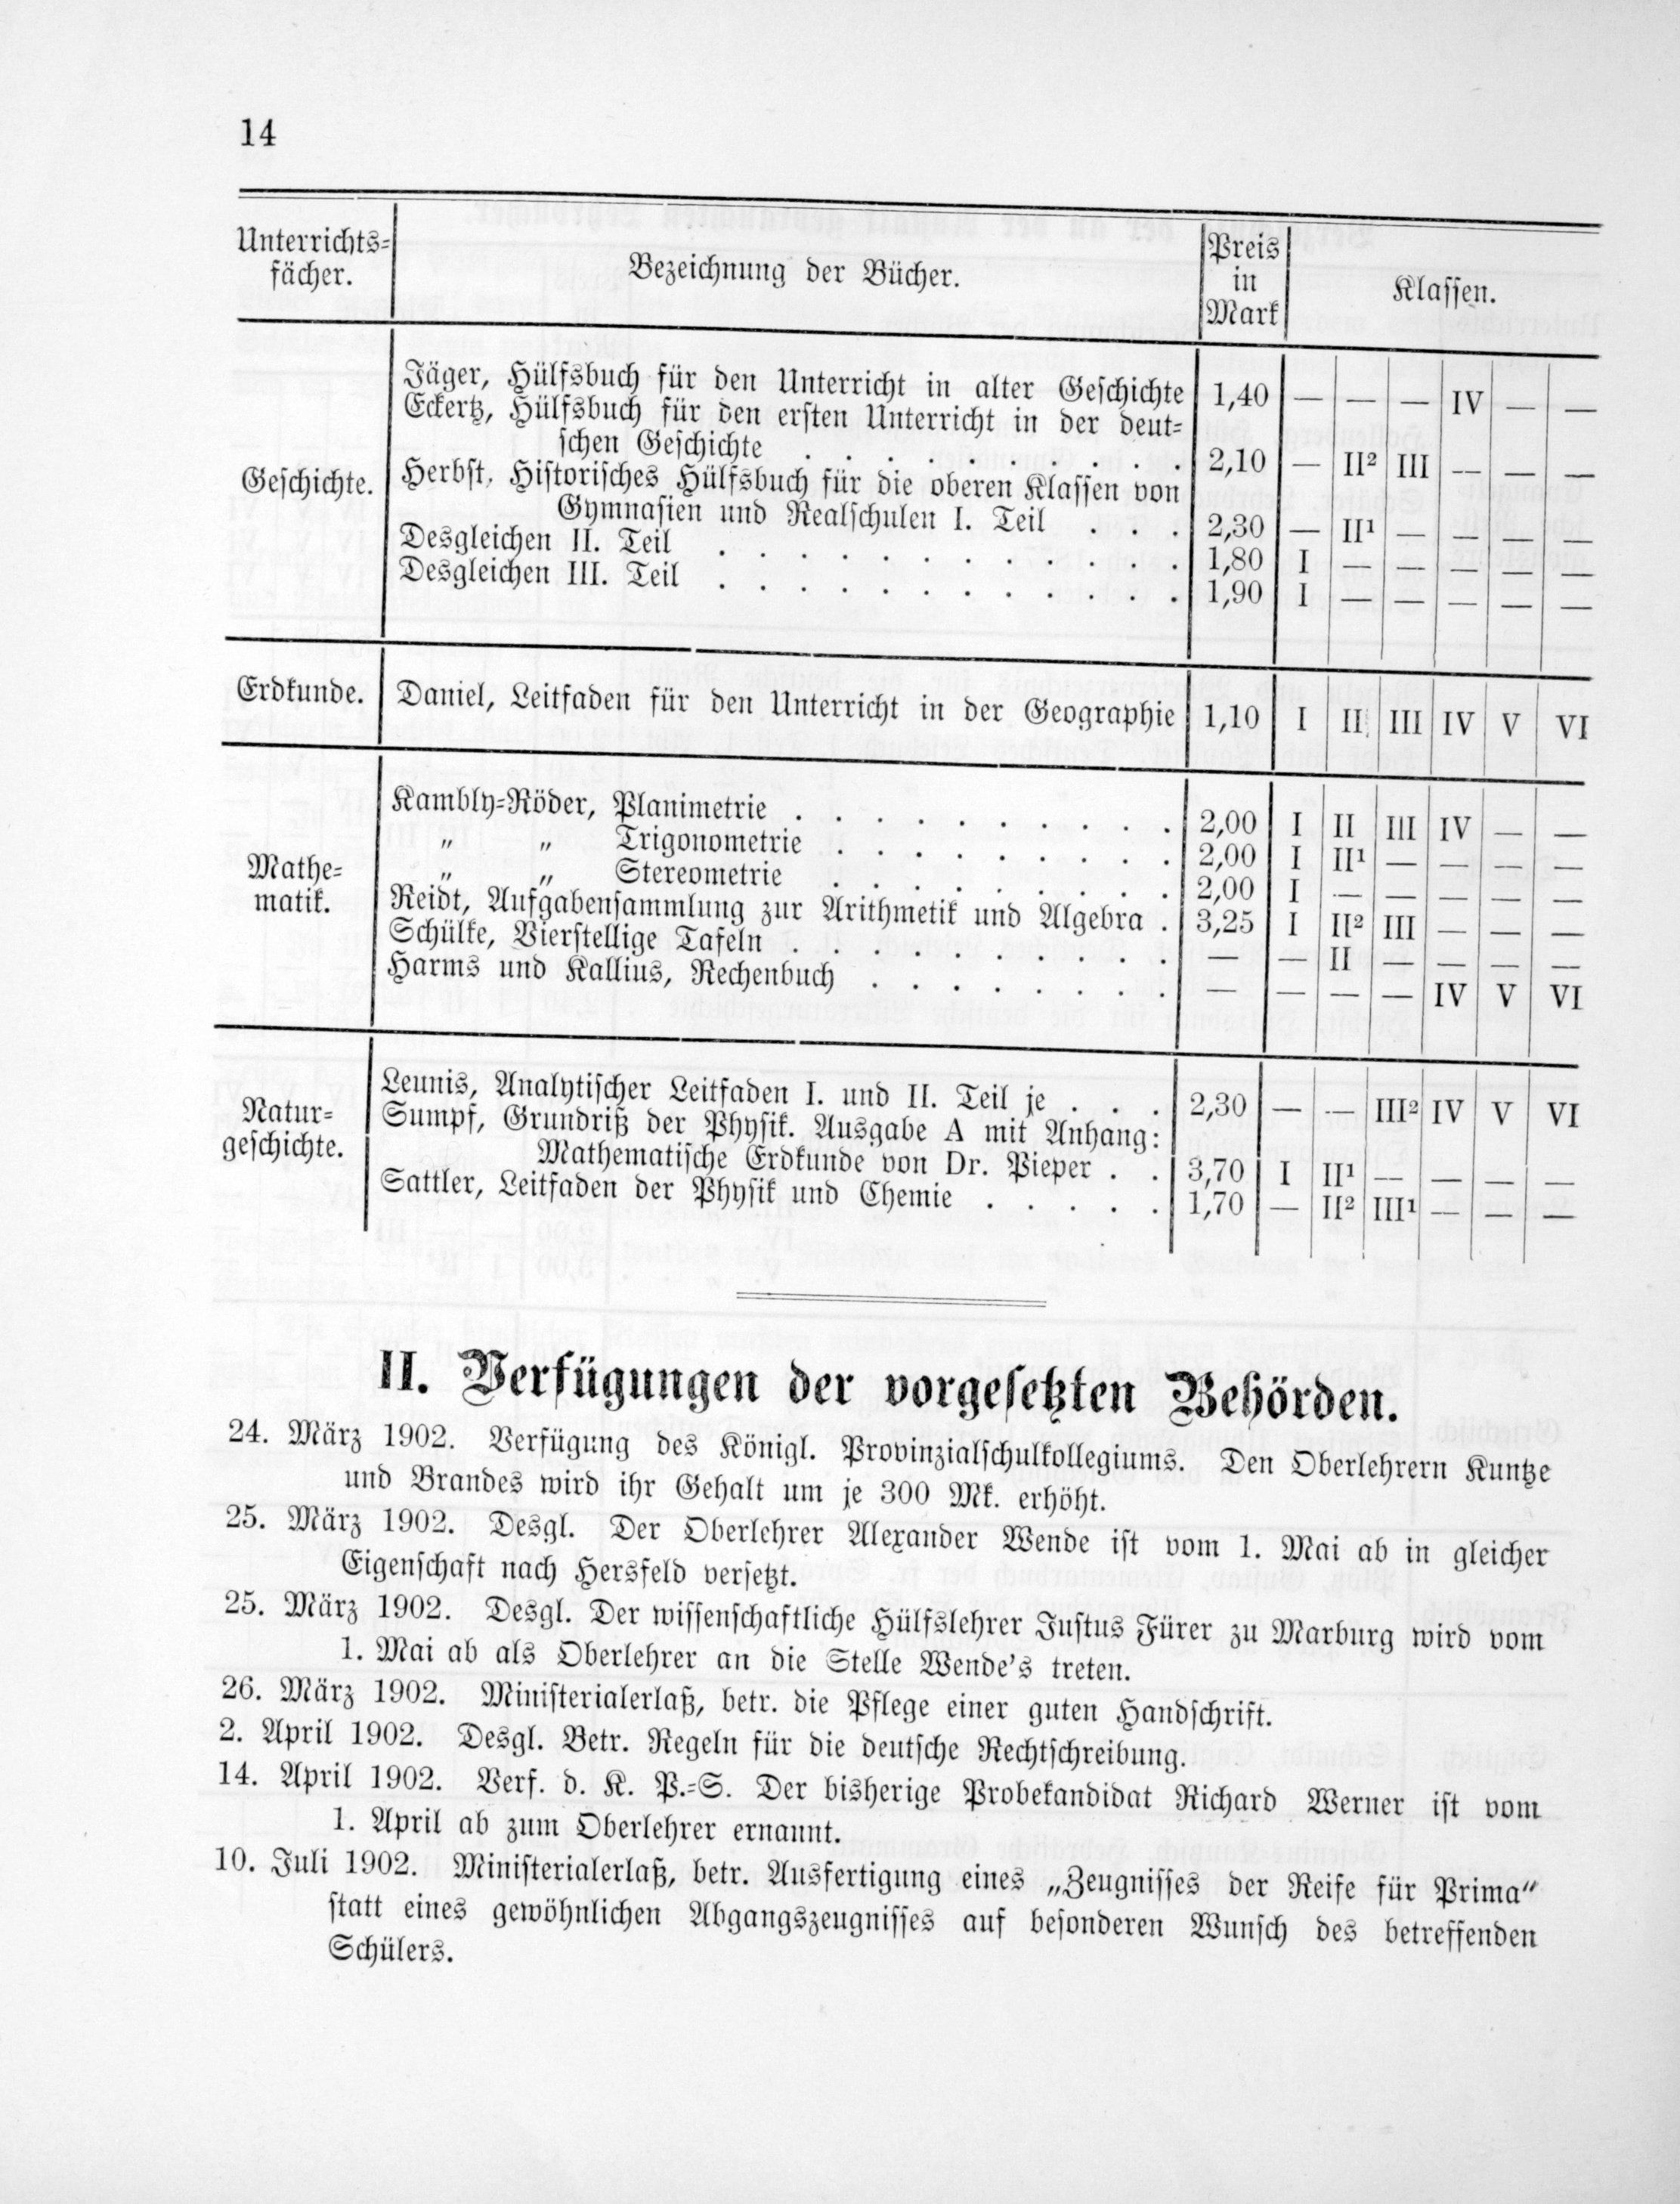 14
Unterrichts=
fächer.
Bezeichnung der Bücher.
Preis
in
Mark
Klassen.
Geschichte.
Jäger, Hülfsbuch für den Unterricht in alter Geschichte 1,40 — — — IV — —
Eckertz, Hülfsbuch für den ersten Unterricht in der deut=
schen Geschichte . . . . . . . . . . 2,10 — II² III — — —
Herbst, Historisches Hülfsbuch für die oberen Klassen von
Gymnasien und Realschulen I. Teil . . . 2,30 — II¹ — — — —
Desgleichen II. Teil . . . . . . . . . . . . 1,80 I — — — — —
Desgleichen III. Teil . . . . . . . . . . . . 1,90 I — — — — —
Erdkunde. Daniel, Leitfaden für den Unterricht in der Geographie 1,10 I II III IV V VI
Mathe=
matik.
Kambly=Röder, Planimetrie . . . . . . . . . . 2,00 I II III IV — —
„ „ Trigonometrie . . . . . . . . . 2,00 I II¹ — — — —
„ „ Stereometrie . . . . . . . . . 2,00 I — — — — —
Reidt, Aufgabensammlung zur Arithmetik und Algebra . 3,25 I II² III — — —
Schülke, Vierstellige Tafeln . . . . . . . . . . — — II — — — —
Harms und Kallius, Rechenbuch . . . . . . . . — — — — IV V VI
Natur=
geschichte.
Leunis, Analytischer Leitfaden I. und II. Teil je . . . 2,30 — — III² IV V VI
Sumpf, Grundriß der Physik. Ausgabe A mit Anhang:
Mathematische Erdkunde von Dr. Pieper . . 3,70 I II¹ — — — —
Sattler, Leitfaden der Physik und Chemie . . . . . 1,70 — II² III¹ — — —
II. Verfügungen der vorgesetzten Behörden.
24. März 1902. Verfügung des Königl. Provinzialschulkollegiums. Den Oberlehrern Kuntze
und Brandes wird ihr Gehalt um je 300 Mk. erhöht.
25. März 1902. Desgl. Der Oberlehrer Alexander Wende ist vom 1. Mai ab in gleicher
Eigenschaft nach Hersfeld versetzt.
25. März 1902. Desgl. Der wissenschaftliche Hülfslehrer Justus Fürer zu Marburg wird vom
1. Mai ab als Oberlehrer an die Stelle Wende's treten.
26. März 1902. Ministerialerlaß, betr. die Pflege einer guten Handschrift.
2. April 1902. Desgl. Betr. Regeln für die deutsche Rechtschreibung.
14. April 1902. Verf. d. K. P.=S. Der bisherige Probekandidat Richard Werner ist vom
1. April ab zum Oberlehrer ernannt.
10. Juli 1902. Ministerialerlaß, betr. Ausfertigung eines „Zeugnisses der Reife für Prima“
statt eines gewöhnlichen Abgangszeugnisses auf besonderen Wunsch des betreffenden
Schülers.